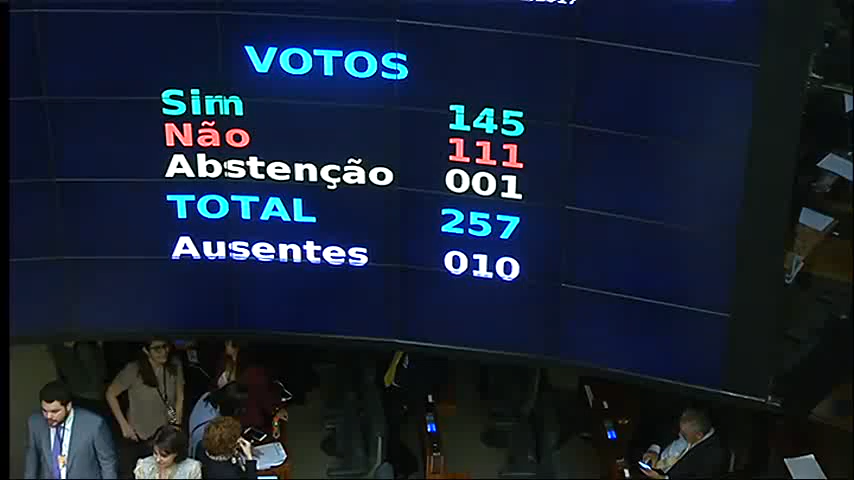 VOTOS
Sim 145
Não 111
Abstenção 001
TOTAL 257
Ausentes 010